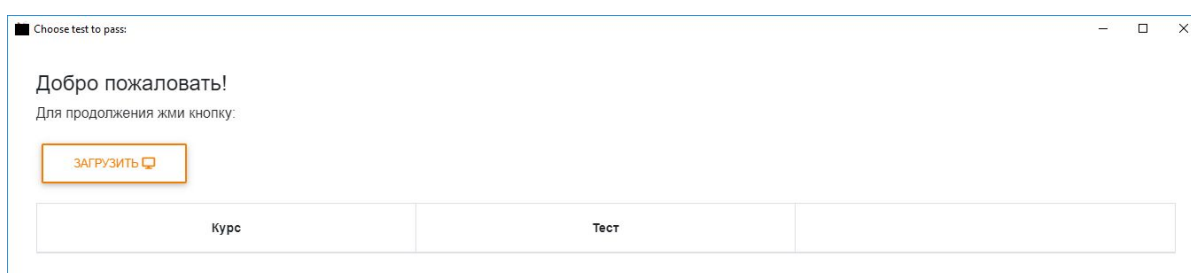 Choose test to pass:
Добро пожаловать!
Для продолжения жми кнопку:
ЗАГРУЗИТЬ
Курс Тест